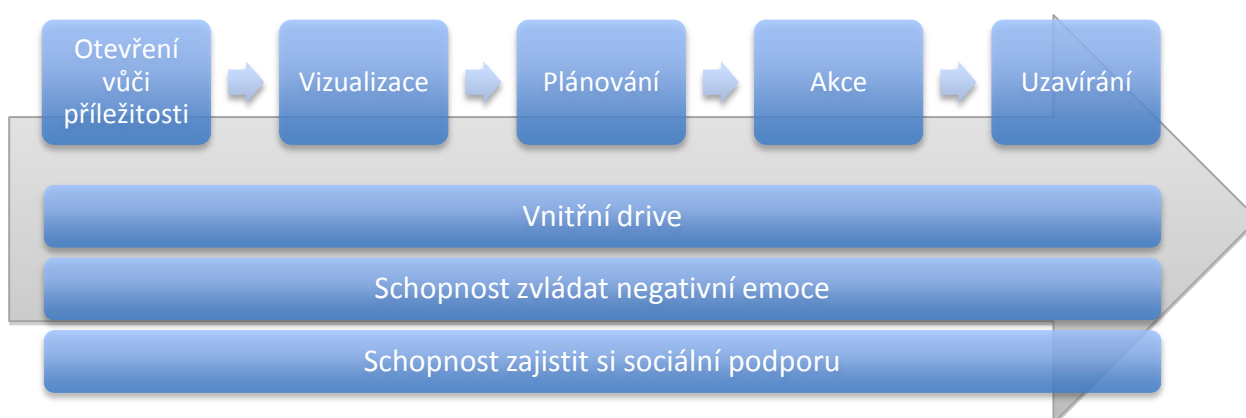 Otevření
vůči
příležitosti
Vizualizace
Plánování
Akce
Uzavírání
Vnitřní drive
Schopnost zvládat negativní emoce
Schopnost zajistit si sociální podporu